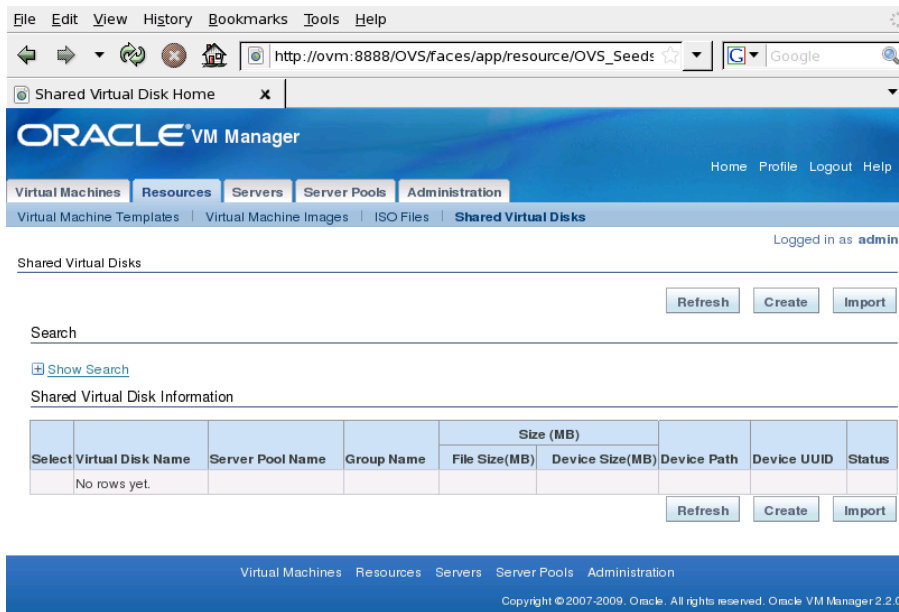 File Edit View History Bookmarks Tools Help
http://ovm:8888/OVS/faces/app/resource/OVS_Seeds G Google
Shared Virtual Disk Home x
ORACLE VM Manager
Home Profile Logout Help
Virtual Machines Resources Servers Server Pools Administration
Virtual Machine Templates | Virtual Machine Images | ISO Files | Shared Virtual Disks
Logged in as admin
Shared Virtual Disks
Refresh Create Import
Search
Show Search
Shared Virtual Disk Information
Size (MB)
Select Virtual Disk Name Server Pool Name Group Name File Size(MB) Device Size(MB) Device Path Device UUID Status
No rows yet.
Refresh Create Import
Virtual Machines Resources Servers Server Pools Administration
Copyright © 2007-2009, Oracle. All rights reserved. Oracle VM Manager 2.2.0